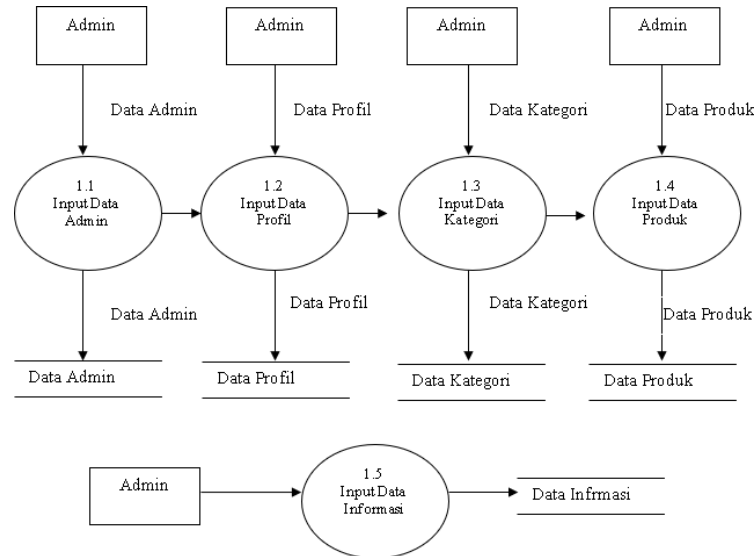 Admin
Admin
Admin
Admin
Data Admin
Data Profil
Data Kategori
Data Produk
1.1
Input Data
Admin
1.2
Input Data
Profil
1.3
Input Data
Kategori
1.4
Input Data
Produk
Data Admin
Data Profil
Data Kategori
Data Produk
Data Admin
Data Profil
Data Kategori
Data Produk
Admin
1.5
Input Data
Informasi
Data Infrmasi